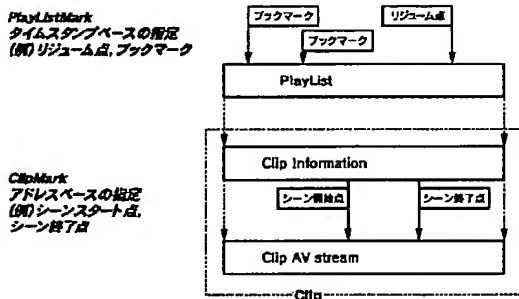 PlayListMark
タイムスタンプベースの指定
(例)リジューム点,ブックマーク
ブックマーク
リジューム点
ブックマーク
PlayList
Clip Information
ClipMark
アドレスベースの指定
(例)シーンスタート点,
シーン終了点
シーン開始点
シーン終了点
Clip AV stream
Clip